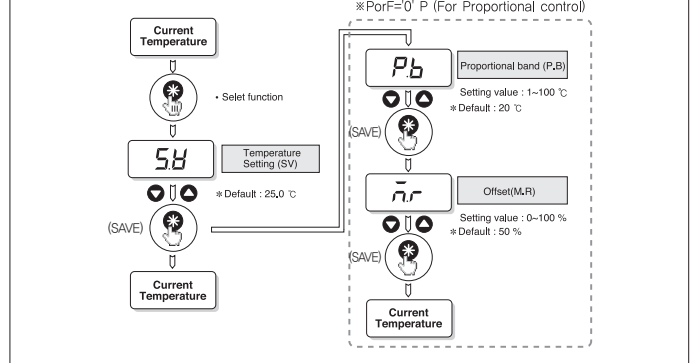 ※PorF='0' P (For Proportional control)
Current
Temperature
• Selet function
S.V
Temperature
Setting (SV)
＊Default : 25.0 ℃
(SAVE)
Current
Temperature
P.b
Proportional band (P.B)
Setting value : 1~100 ℃
＊Default : 20 ℃
(SAVE)
n̄.r
Offset(M.R)
Setting value : 0~100 %
＊Default : 50 %
(SAVE)
Current
Temperature